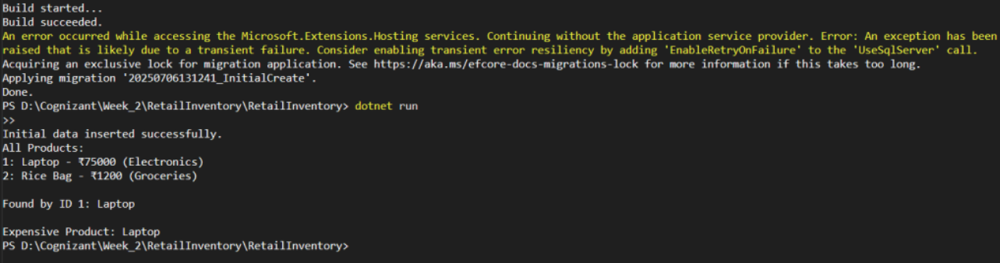 Build started...
Build succeeded.
An error occurred while accessing the Microsoft.Extensions.Hosting services. Continuing without the application service provider. Error: An exception has been
raised that is likely due to a transient failure. Consider enabling transient error resiliency by adding 'EnableRetryOnFailure' to the 'UseSqlServer' call.
Acquiring an exclusive lock for migration application. See https://aka.ms/efcore-docs-migrations-lock for more information if this takes too long.
Applying migration '20250706131241_InitialCreate'.
Done.
PS D:\Cognizant\Week_2\RetailInventory\RetailInventory> dotnet run
>>
Initial data inserted successfully.
All Products:
1: Laptop - ₹75000 (Electronics)
2: Rice Bag - ₹1200 (Groceries)
Found by ID 1: Laptop
Expensive Product: Laptop
PS D:\Cognizant\Week_2\RetailInventory\RetailInventory>